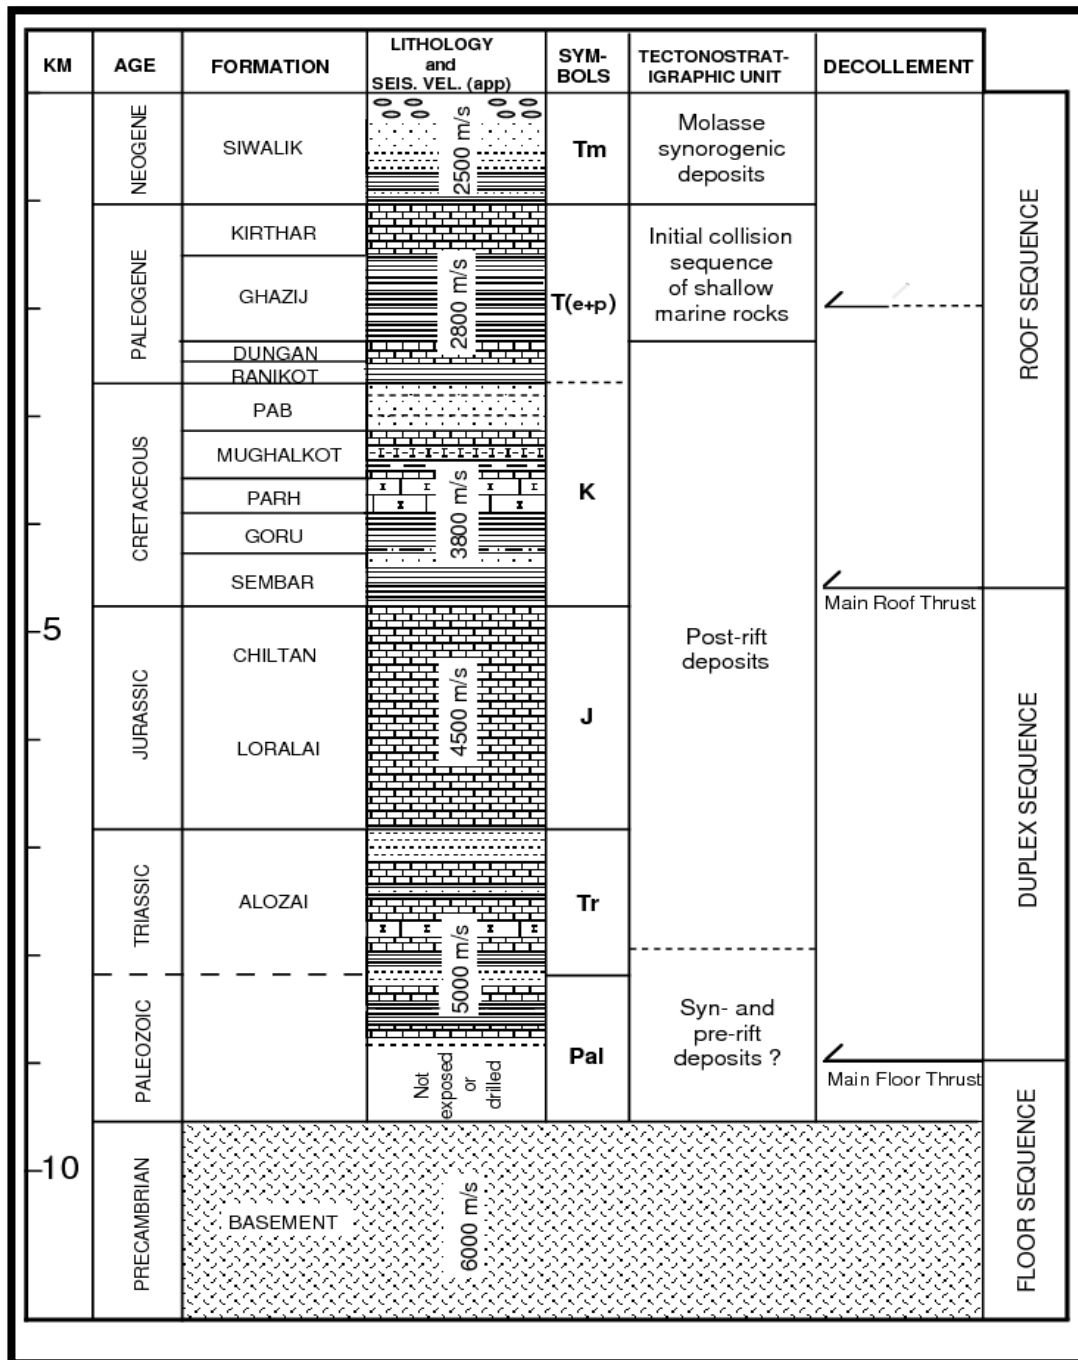 KM
AGE
FORMATION
LITHOLOGY
and
SEIS. VEL. (app)
SYM-
BOLS
TECTONOSTRAT-
IGRAPHIC UNIT
DECOLLEMENT
NEOGENE
SIWALIK
2500 m/s
Tm
Molasse
synorogenic
deposits
PALEOGENE
KIRTHAR
GHAZIJ
DUNGAN
RANIKOT
2800 m/s
T(e+p)
Initial collision
sequence
of shallow
marine rocks
ROOF SEQUENCE
CRETACEOUS
PAB
MUGHALKOT
PARH
GORU
SEMBAR
3800 m/s
K
Main Roof Thrust
5
JURASSIC
CHILTAN
LORALAI
4500 m/s
J
Post-rift
deposits
DUPLEX SEQUENCE
TRIASSIC
ALOZAI
Tr
5000 m/s
PALEOZOIC
Not
exposed
or
drilled
Pal
Syn- and
pre-rift
deposits ?
Main Floor Thrust
10
PRECAMBRIAN
BASEMENT
6000 m/s
FLOOR SEQUENCE